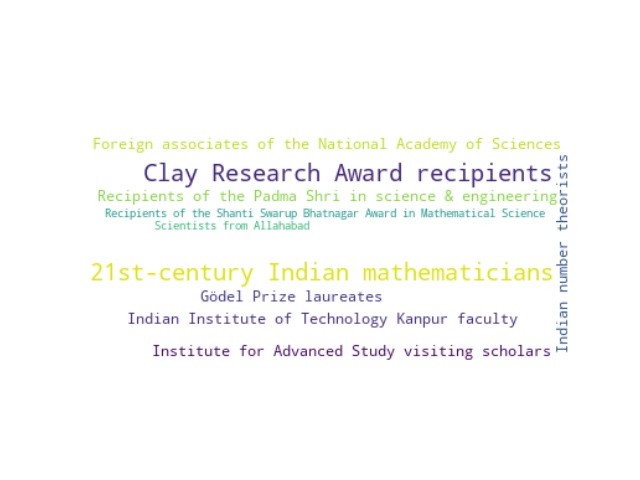 Foreign associates of the National Academy of Sciences
Clay Research Award recipients
Recipients of the Padma Shri in science & engineering
Recipients of the Shanti Swarup Bhatnagar Award in Mathematical Science
Scientists from Allahabad
21st-century Indian mathematicians
Gödel Prize laureates
Indian Institute of Technology Kanpur faculty
Institute for Advanced Study visiting scholars
Indian number theorists